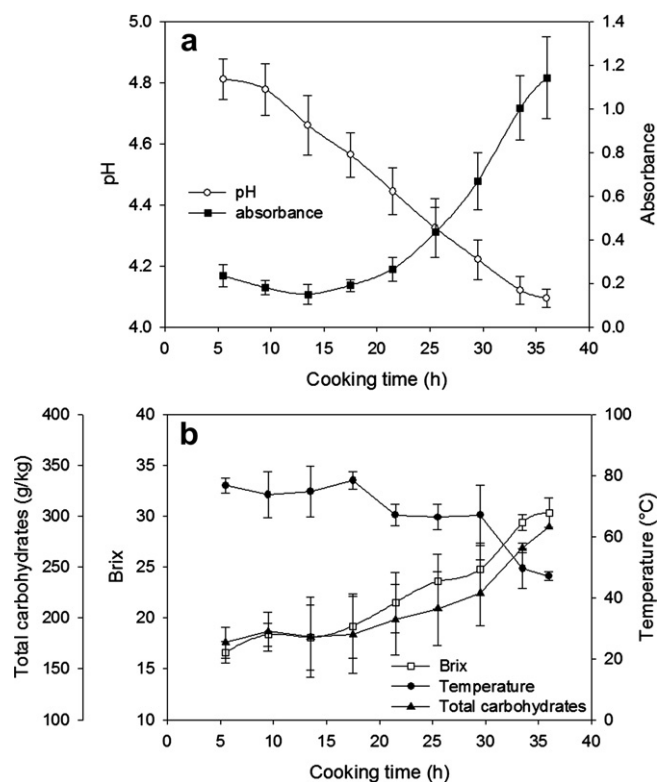 a
5.0
4.8
4.6
4.4
4.2
4.0
pH
1.4
1.2
1.0
0.8
0.6
0.4
0.2
0.0
Absorbance
pH
absorbance
0 5 10 15 20 25 30 35 40
Cooking time (h)
b
400
350
300
250
200
150
100
Total carbohydrates (g/kg)
40
35
30
25
20
15
10
Brix
100
80
60
40
20
0
Temperature (°C)
Brix
Temperature
Total carbohydrates
0 5 10 15 20 25 30 35 40
Cooking time (h)